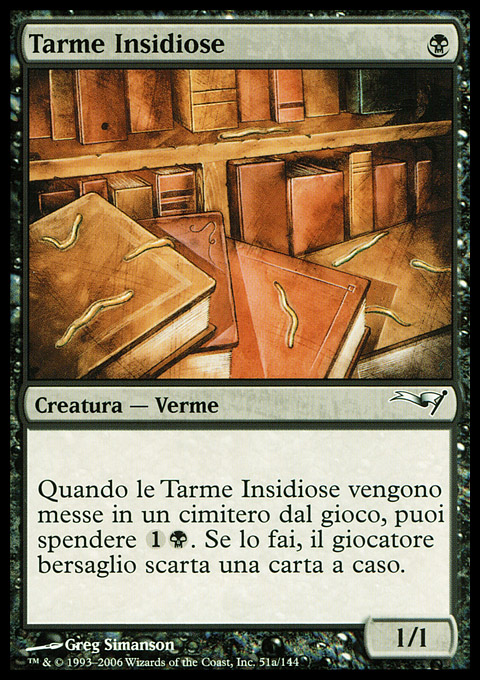 Tarme Insidiose
Creatura — Verme
Quando le Tarme Insidiose vengono
messe in un cimitero dal gioco, puoi
spendere 1. Se lo fai, il giocatore
bersaglio scarta una carta a caso.
1/1
Greg Simanson
™ & © 1993–2006 Wizards of the Coast, Inc. 51a/144